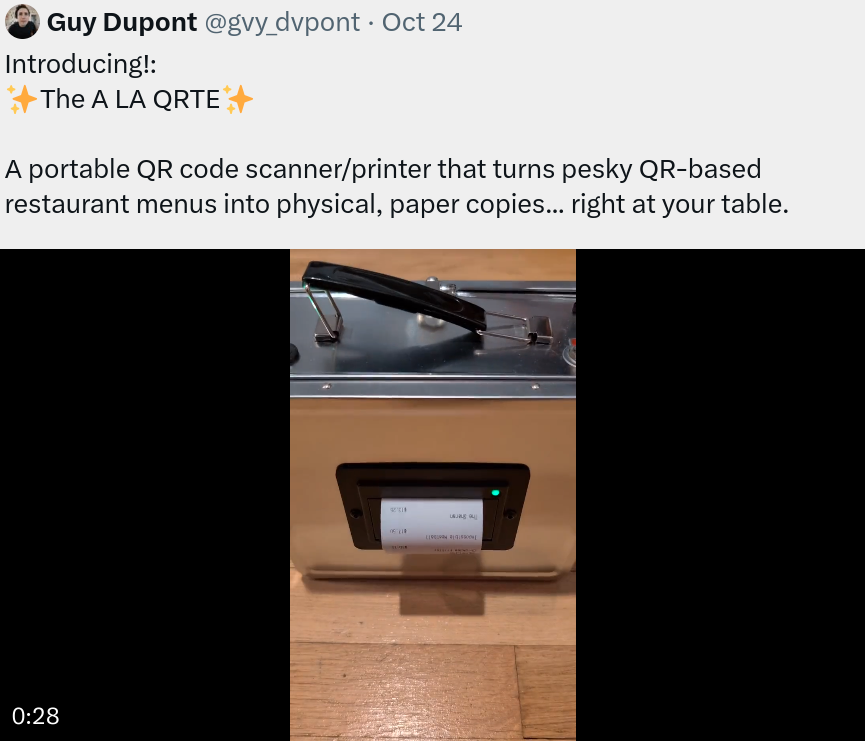 Guy Dupont @gvy_dvpont · Oct 24
Introducing!:
✨The A LA QRTE✨
A portable QR code scanner/printer that turns pesky QR-based
restaurant menus into physical, paper copies... right at your table.
0:28